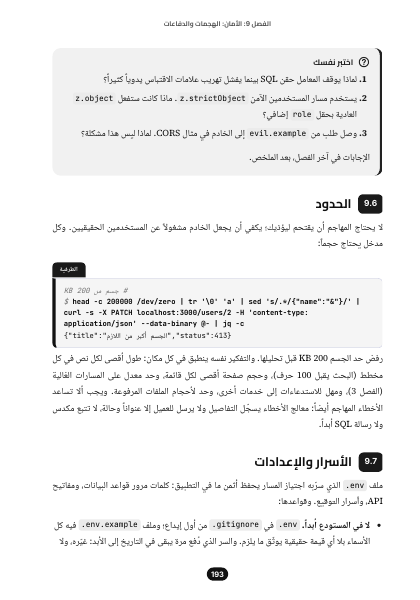 الفصل 9: الأمان: الهجمات والدفاعات
اختبر نفسك
1. لماذا يوقف المعامل حقن SQL بينما يفشل تهريب علامات الاقتباس يدوياً كثيراً؟
2. يستخدم مسار المستخدمين الآمن z.strictObject. ماذا كانت ستفعل z.object
العادية بحقل role إضافي؟
3. وصل طلب من evil.example إلى الخادم في مثال CORS. لماذا ليس هذا مشكلة؟
الإجابات في آخر الفصل، بعد الملخص.
9.6 الحدود
لا يحتاج المهاجم أن يقتحم ليؤذيك؛ يكفي أن يجعل الخادم مشغولاً عن المستخدمين الحقيقيين. وكل
مدخل يحتاج حجماً:
الطرفية
# جسم من 200 KB
$ head -c 200000 /dev/zero | tr '\0' 'a' | sed 's/.*/{"name":"&"}/' |
curl -s -X PATCH localhost:3000/users/2 -H 'content-type:
application/json' --data-binary @- | jq -c
{"title":"الجسم أكبر من اللازم","status":413}
رفض حد الجسم 200 KB قبل تحليلها. والتفكير نفسه ينطبق في كل مكان: طول أقصى لكل نص في كل
مخطط (البحث يقبل 100 حرف)، وحجم صفحة أقصى لكل قائمة، وحد معدل على المسارات الغالية
(الفصل 3)، ومهل للاستدعاءات إلى خدمات أخرى، وحد لأحجام الملفات المرفوعة. ويجب ألا تساعد
الأخطاء المهاجم أيضاً: معالج الأخطاء يسجّل التفاصيل ولا يرسل للعميل إلا عنواناً وحالة، لا تتبع مكدس
ولا رسالة SQL أبداً.
9.7 الأسرار والإعدادات
ملف .env الذي سرّبه اجتياز المسار يحفظ أثمن ما في التطبيق: كلمات مرور قواعد البيانات، ومفاتيح
API، وأسرار التوقيع. وقواعدها:
• لا في المستودع أبداً. .env في .gitignore من أول إيداع؛ وملف .env.example فيه كل
الأسماء بلا أي قيمة حقيقية يوثّق ما يلزم. والسر الذي دُفع مرة يبقى في التاريخ إلى الأبد: غيّره، ولا
193